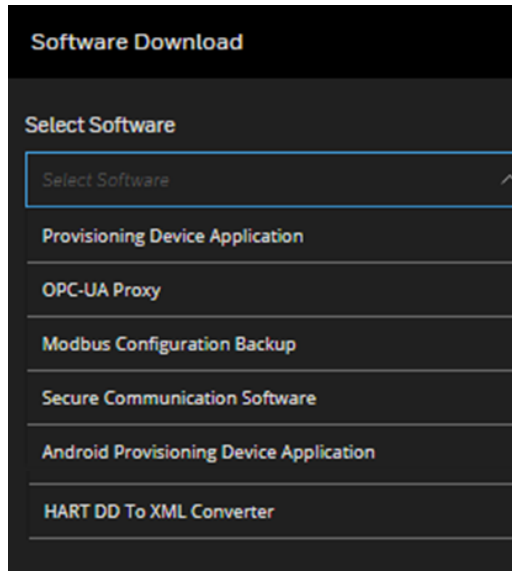 Software Download
Select Software
Select Software
Provisioning Device Application
OPC-UA Proxy
Modbus Configuration Backup
Secure Communication Software
Android Provisioning Device Application
HART DD To XML Converter